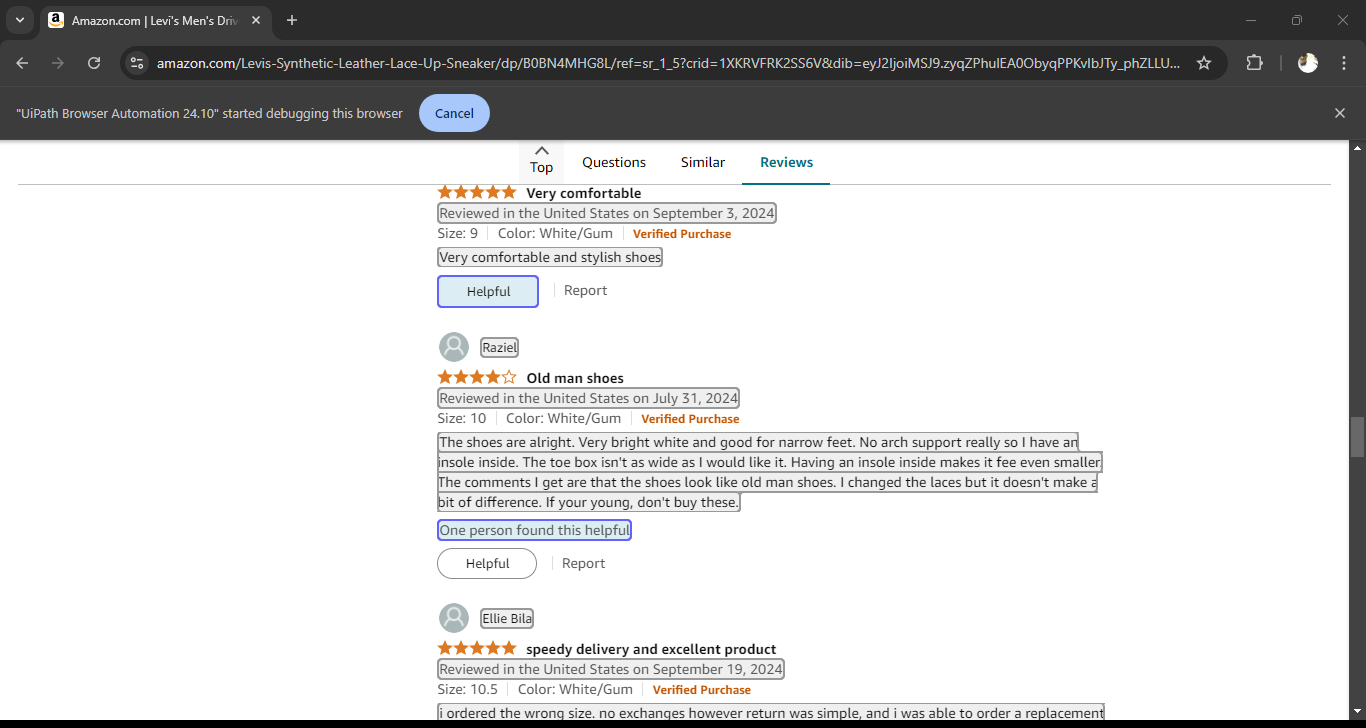 Amazon.com | Levi's Men's Driv
amazon.com/Levis-Synthetic-Leather-Lace-Up-Sneaker/dp/B0BN4MHG8L/ref=sr_1_5?crid=1XKRVFRK2SS6V&dib=eyJ2IjoiMSJ9.zyqZPhulEA0ObyqPPKvIbJTy_phZLLU...
"UiPath Browser Automation 24.10" started debugging this browser Cancel
Top Questions Similar Reviews
Very comfortable
Reviewed in the United States on September 3, 2024
Size: 9 Color: White/Gum Verified Purchase
Very comfortable and stylish shoes
Helpful Report
Raziel
Old man shoes
Reviewed in the United States on July 31, 2024
Size: 10 Color: White/Gum Verified Purchase
The shoes are alright. Very bright white and good for narrow feet. No arch support really so I have an
insole inside. The toe box isn't as wide as I would like it. Having an insole inside makes it fee even smaller.
The comments I get are that the shoes look like old man shoes. I changed the laces but it doesn't make a
bit of difference. If your young, don't buy these.
One person found this helpful
Helpful Report
Ellie Bila
speedy delivery and excellent product
Reviewed in the United States on September 19, 2024
Size: 10.5 Color: White/Gum Verified Purchase
i ordered the wrong size. no exchanges however return was simple, and i was able to order a replacement